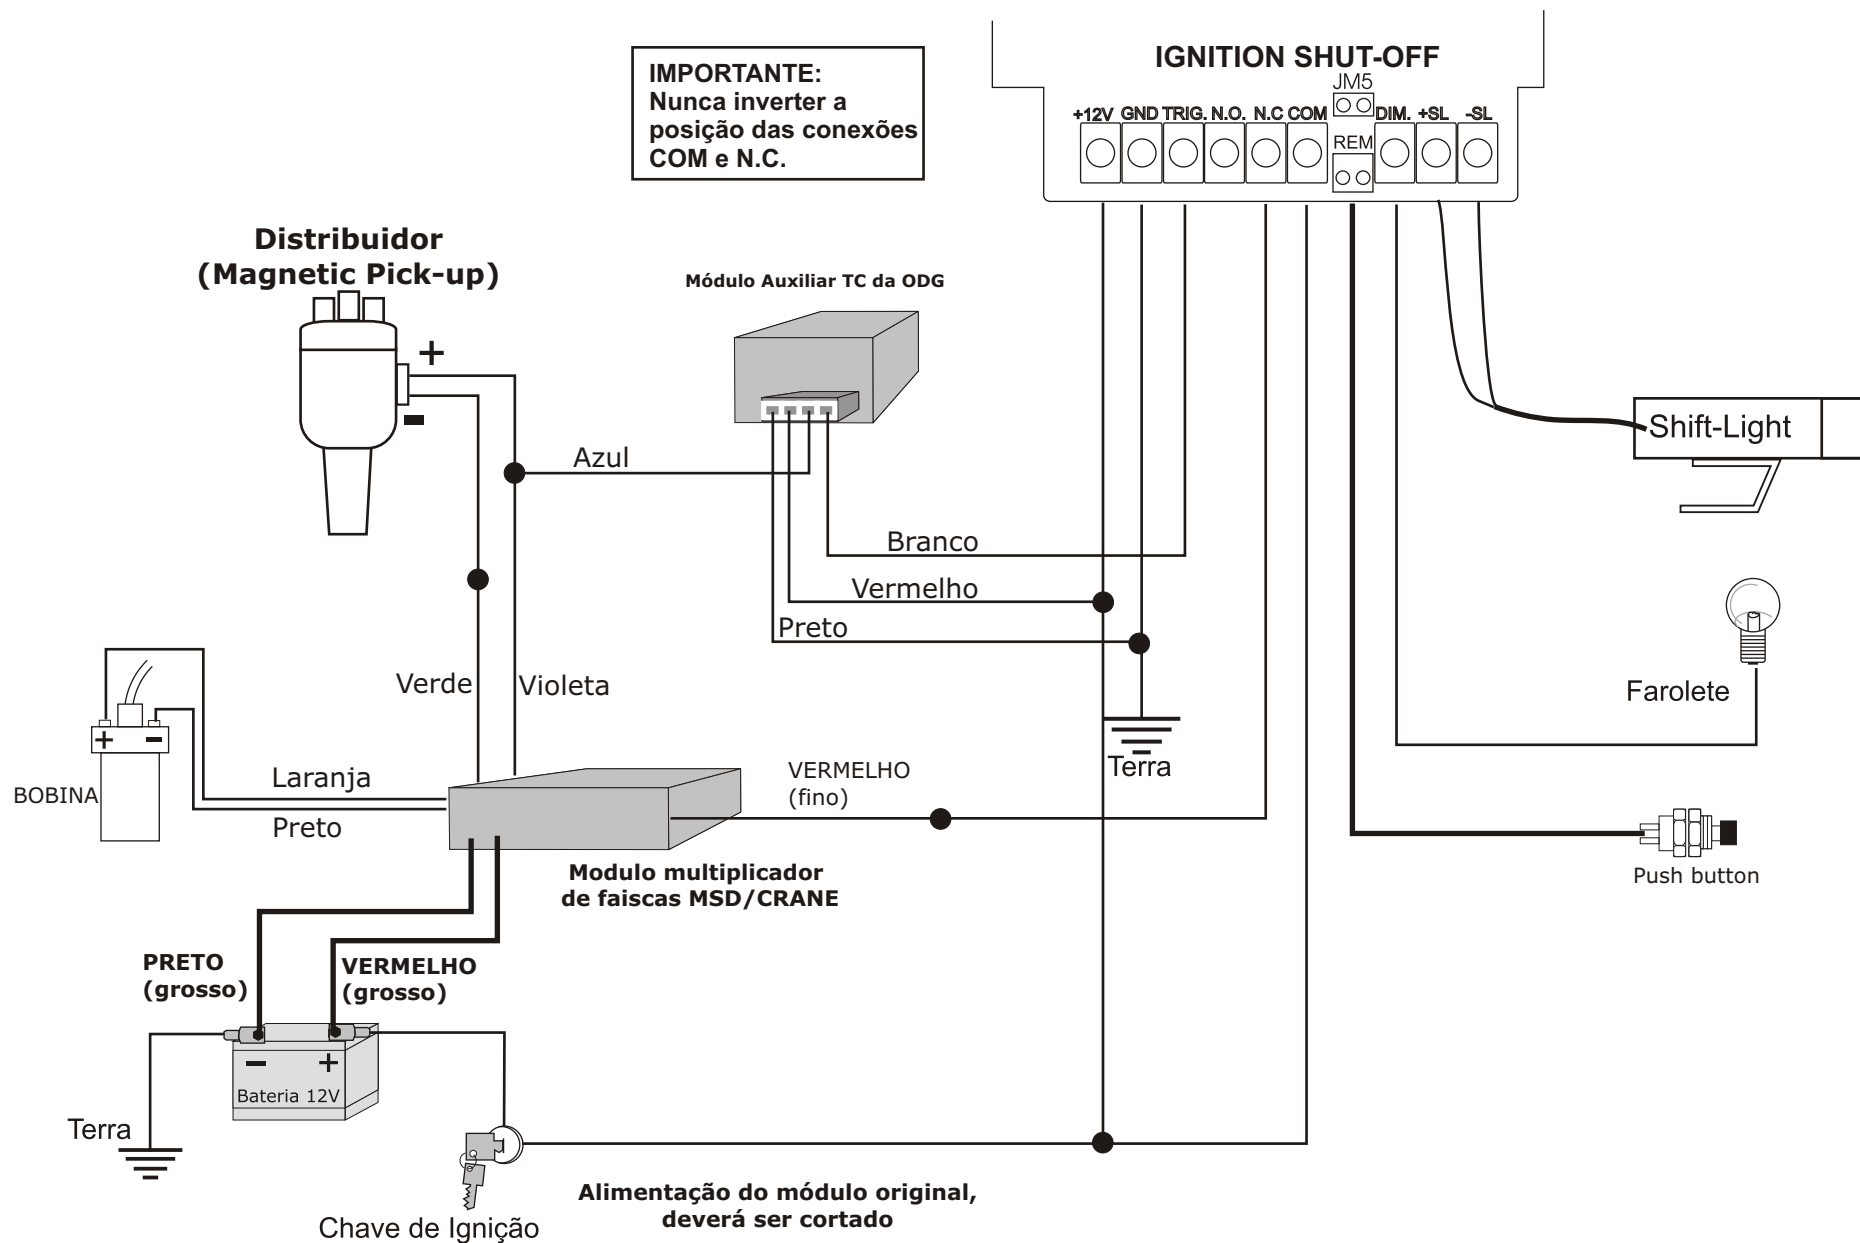 IMPORTANTE:
Nunca inverter a
posição das conexões
COM e N.C.
IGNITION SHUT-OFF
JM5
+12V GND TRIG. N.O. N.C COM DIM. +SL -SL
REM
Distribuidor
(Magnetic Pick-up)
+
-
Módulo Auxiliar TC da ODG
Azul
Branco
Vermelho
Preto
Shift-Light
Farolete
Push button
Verde
Violeta
Terra
+ -
BOBINA
Laranja
Preto
VERMELHO
(fino)
Modulo multiplicador
de faiscas MSD/CRANE
PRETO
(grosso)
VERMELHO
(grosso)
- +
Bateria 12V
Terra
Chave de Ignição
Alimentação do módulo original,
deverá ser cortado